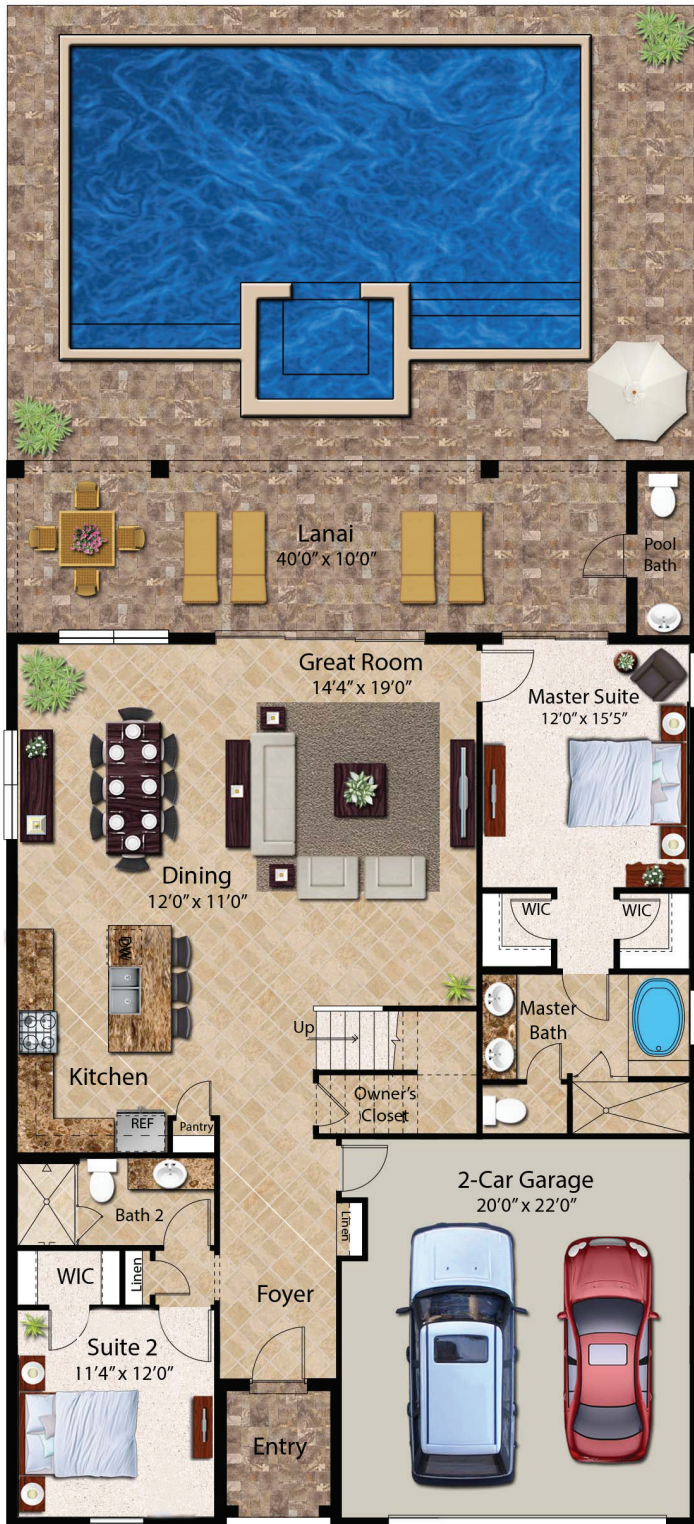 Lanai
40'0" x 10'0"
Pool
Bath
Great Room
14'4" x 19'0"
Master Suite
12'0" x 15'5"
Dining
12'0" x 11'0"
WIC
WIC
DW
Master
Bath
Up
Kitchen
Owner's
Closet
REF
Pantry
2-Car Garage
20'0" x 22'0"
Bath 2
Linen
WIC
Linen
Foyer
Suite 2
11'4" x 12'0"
Entry